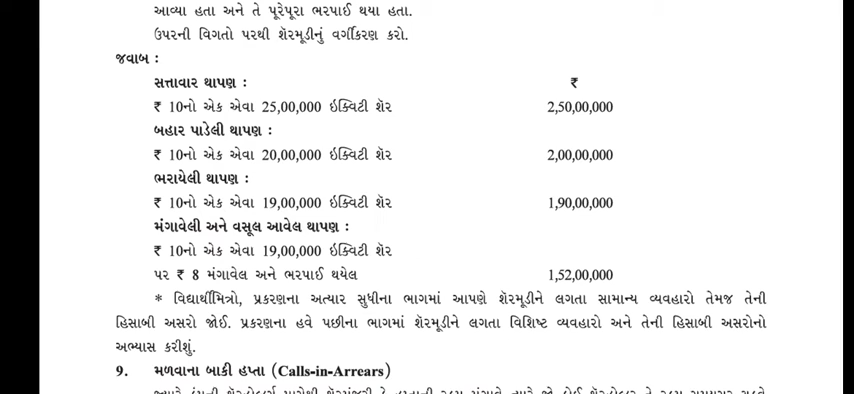 આવ્યા હતા અને તે પૂરેપૂરા ભરપાઈ થયા હતા.
ઉપરની વિગતો પરથી શૅરમૂડીનું વર્ગીકરણ કરો.
જવાબ :
સત્તાવાર થાપણ : ₹
₹ 10નો એક એવા 25,00,000 ઇક્વિટી શૅર 2,50,00,000
બહાર પાડેલી થાપણ :
₹ 10નો એક એવા 20,00,000 ઇક્વિટી શૅર 2,00,00,000
ભરાયેલી થાપણ :
₹ 10નો એક એવા 19,00,000 ઇક્વિટી શૅર 1,90,00,000
મંગાવેલી અને વસૂલ આવેલ થાપણ :
₹ 10નો એક એવા 19,00,000 ઇક્વિટી શૅર
પર ₹ 8 મંગાવેલ અને ભરપાઈ થયેલ 1,52,00,000
* વિદ્યાર્થીમિત્રો, પ્રકરણના અત્યાર સુધીના ભાગમાં આપણે શૅરમૂડીને લગતા સામાન્ય વ્યવહારો તેમજ તેની
હિસાબી અસરો જોઈ. પ્રકરણના હવે પછીના ભાગમાં શૅરમૂડીને લગતા વિશિષ્ટ વ્યવહારો અને તેની હિસાબી અસરોનો
અભ્યાસ કરીશું.
9. મળવાના બાકી હપ્તા (Calls-in-Arrears)